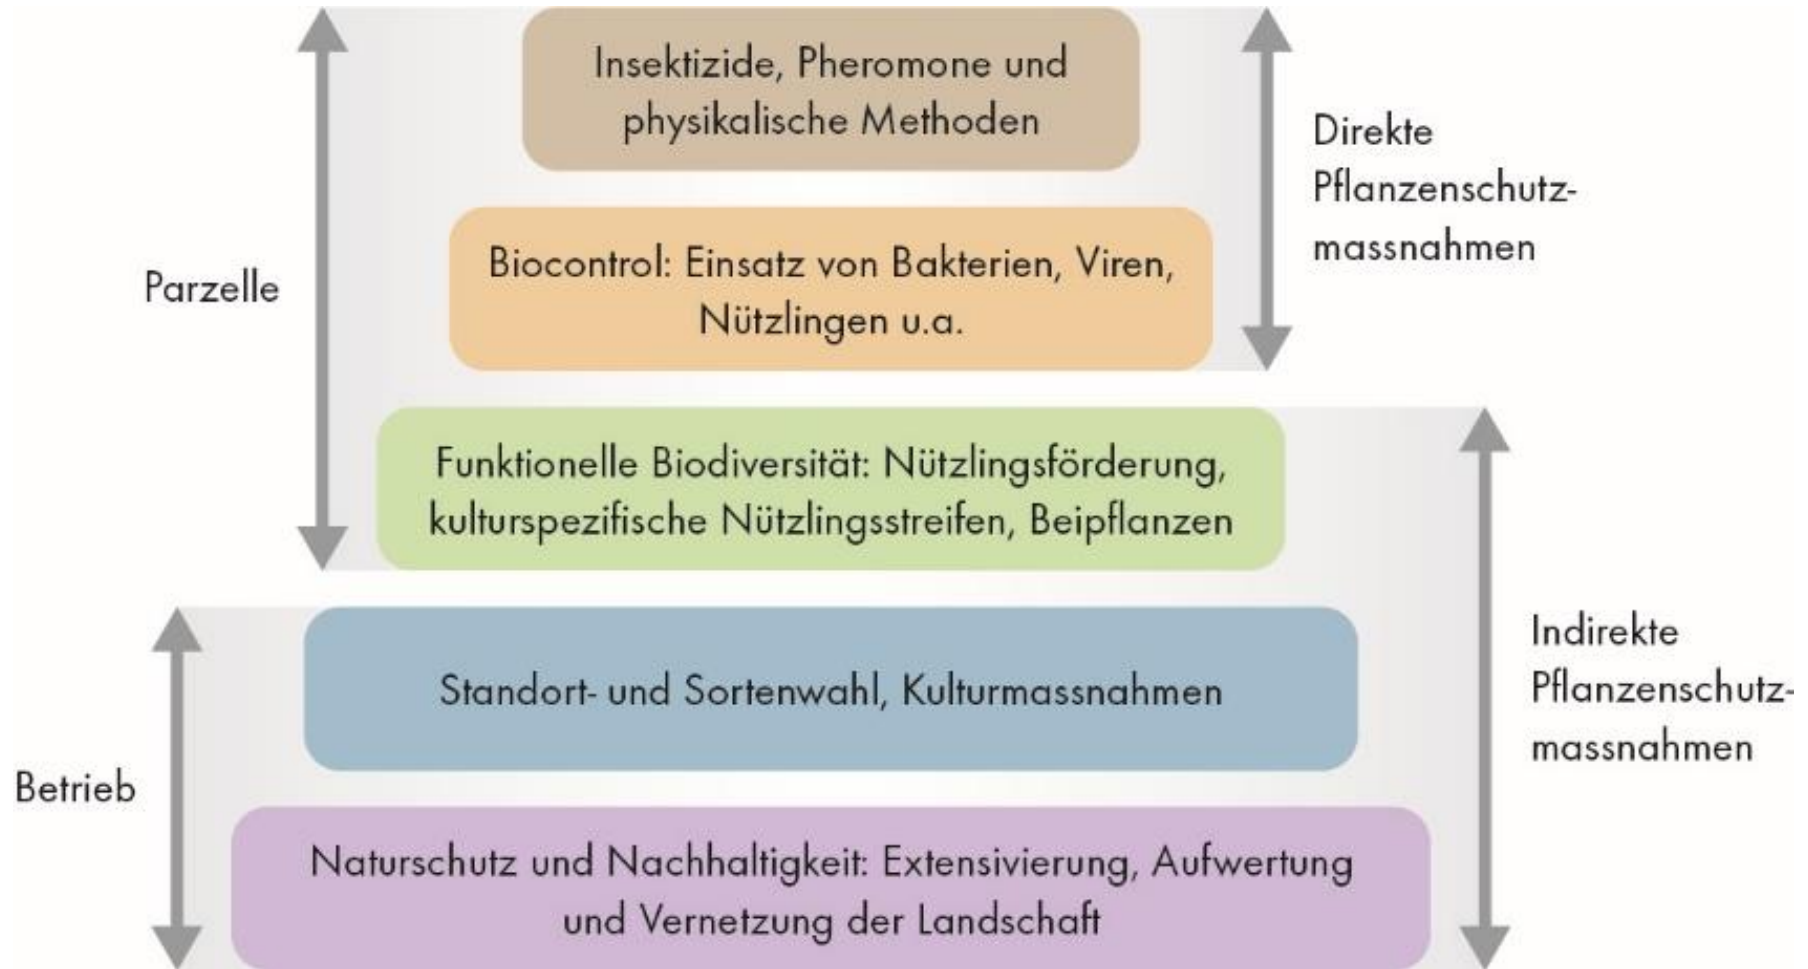 Insektizide, Pheromone und
physikalische Methoden
Direkte
Pflanzenschutz-
massnahmen
Biocontrol: Einsatz von Bakterien, Viren,
Nützlingen u.a.
Parzelle
Funktionelle Biodiversität: Nützlingsförderung,
kulturspezifische Nützlingsstreifen, Beipflanzen
Standort- und Sortenwahl, Kulturmassnahmen
Indirekte
Pflanzenschutz-
massnahmen
Betrieb
Naturschutz und Nachhaltigkeit: Extensivierung, Aufwertung
und Vernetzung der Landschaft